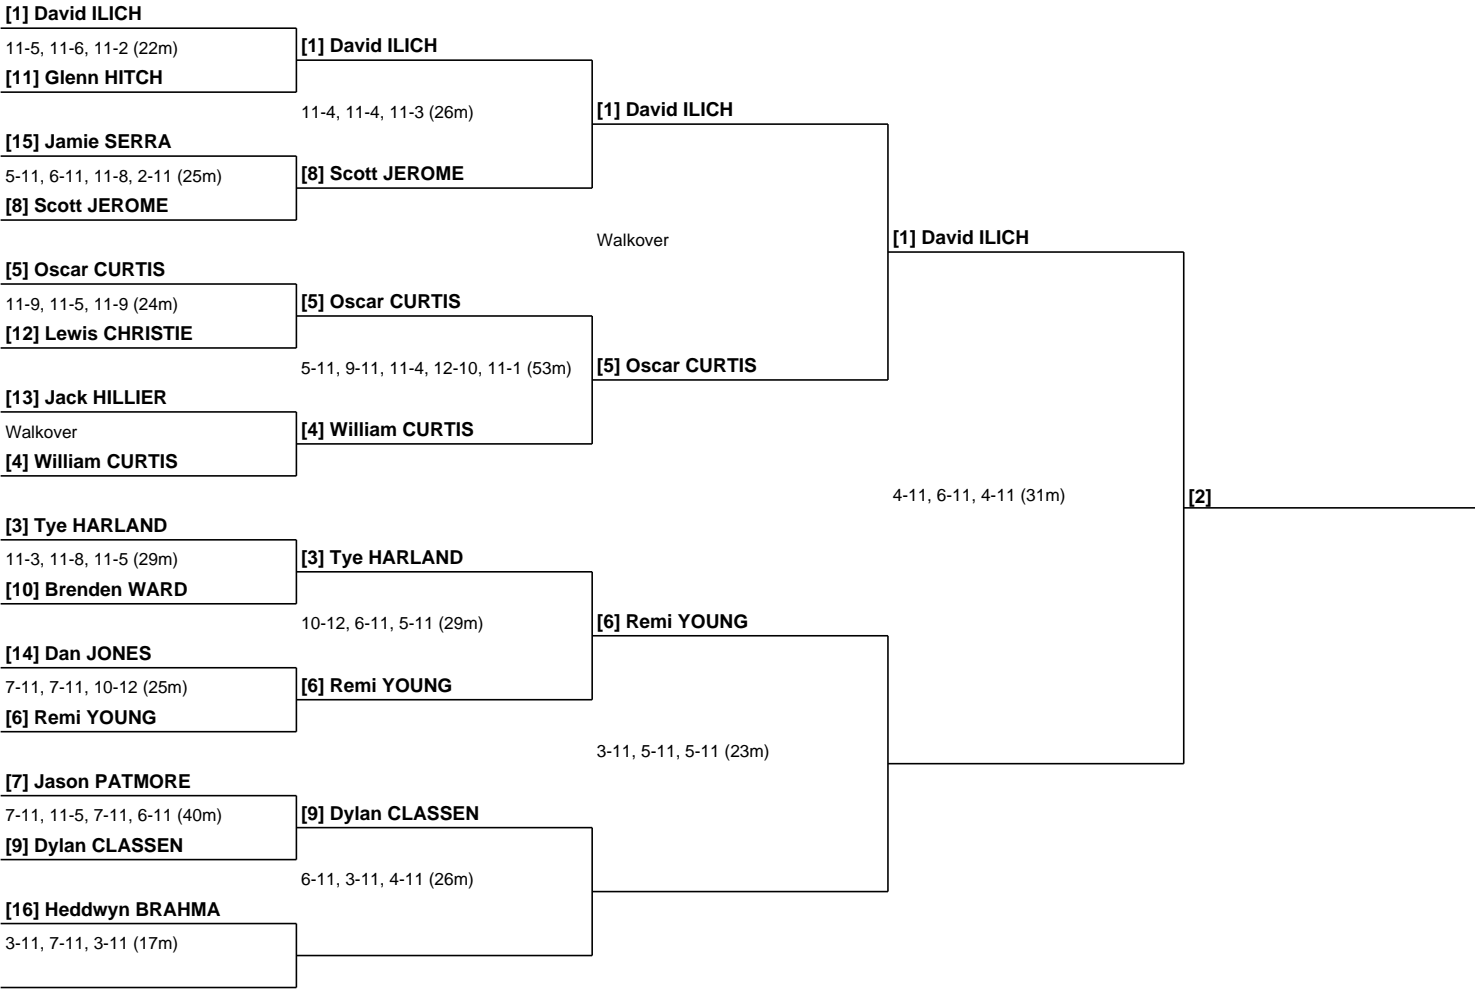 [1] David ILICH
11-5, 11-6, 11-2 (22m)
[11] Glenn HITCH
[15] Jamie SERRA
5-11, 6-11, 11-8, 2-11 (25m)
[8] Scott JEROME
[5] Oscar CURTIS
11-9, 11-5, 11-9 (24m)
[12] Lewis CHRISTIE
[13] Jack HILLIER
Walkover
[4] William CURTIS
[3] Tye HARLAND
11-3, 11-8, 11-5 (29m)
[10] Brenden WARD
[14] Dan JONES
7-11, 7-11, 10-12 (25m)
[6] Remi YOUNG
[7] Jason PATMORE
7-11, 11-5, 7-11, 6-11 (40m)
[9] Dylan CLASSEN
[16] Heddwyn BRAHMA
3-11, 7-11, 3-11 (17m)
[1] David ILICH
11-4, 11-4, 11-3 (26m)
[8] Scott JEROME
[5] Oscar CURTIS
5-11, 9-11, 11-4, 12-10, 11-1 (53m)
[4] William CURTIS
[3] Tye HARLAND
10-12, 6-11, 5-11 (29m)
[6] Remi YOUNG
[9] Dylan CLASSEN
6-11, 3-11, 4-11 (26m)
[1] David ILICH
Walkover
[5] Oscar CURTIS
[6] Remi YOUNG
3-11, 5-11, 5-11 (23m)
[1] David ILICH
4-11, 6-11, 4-11 (31m)
[2]